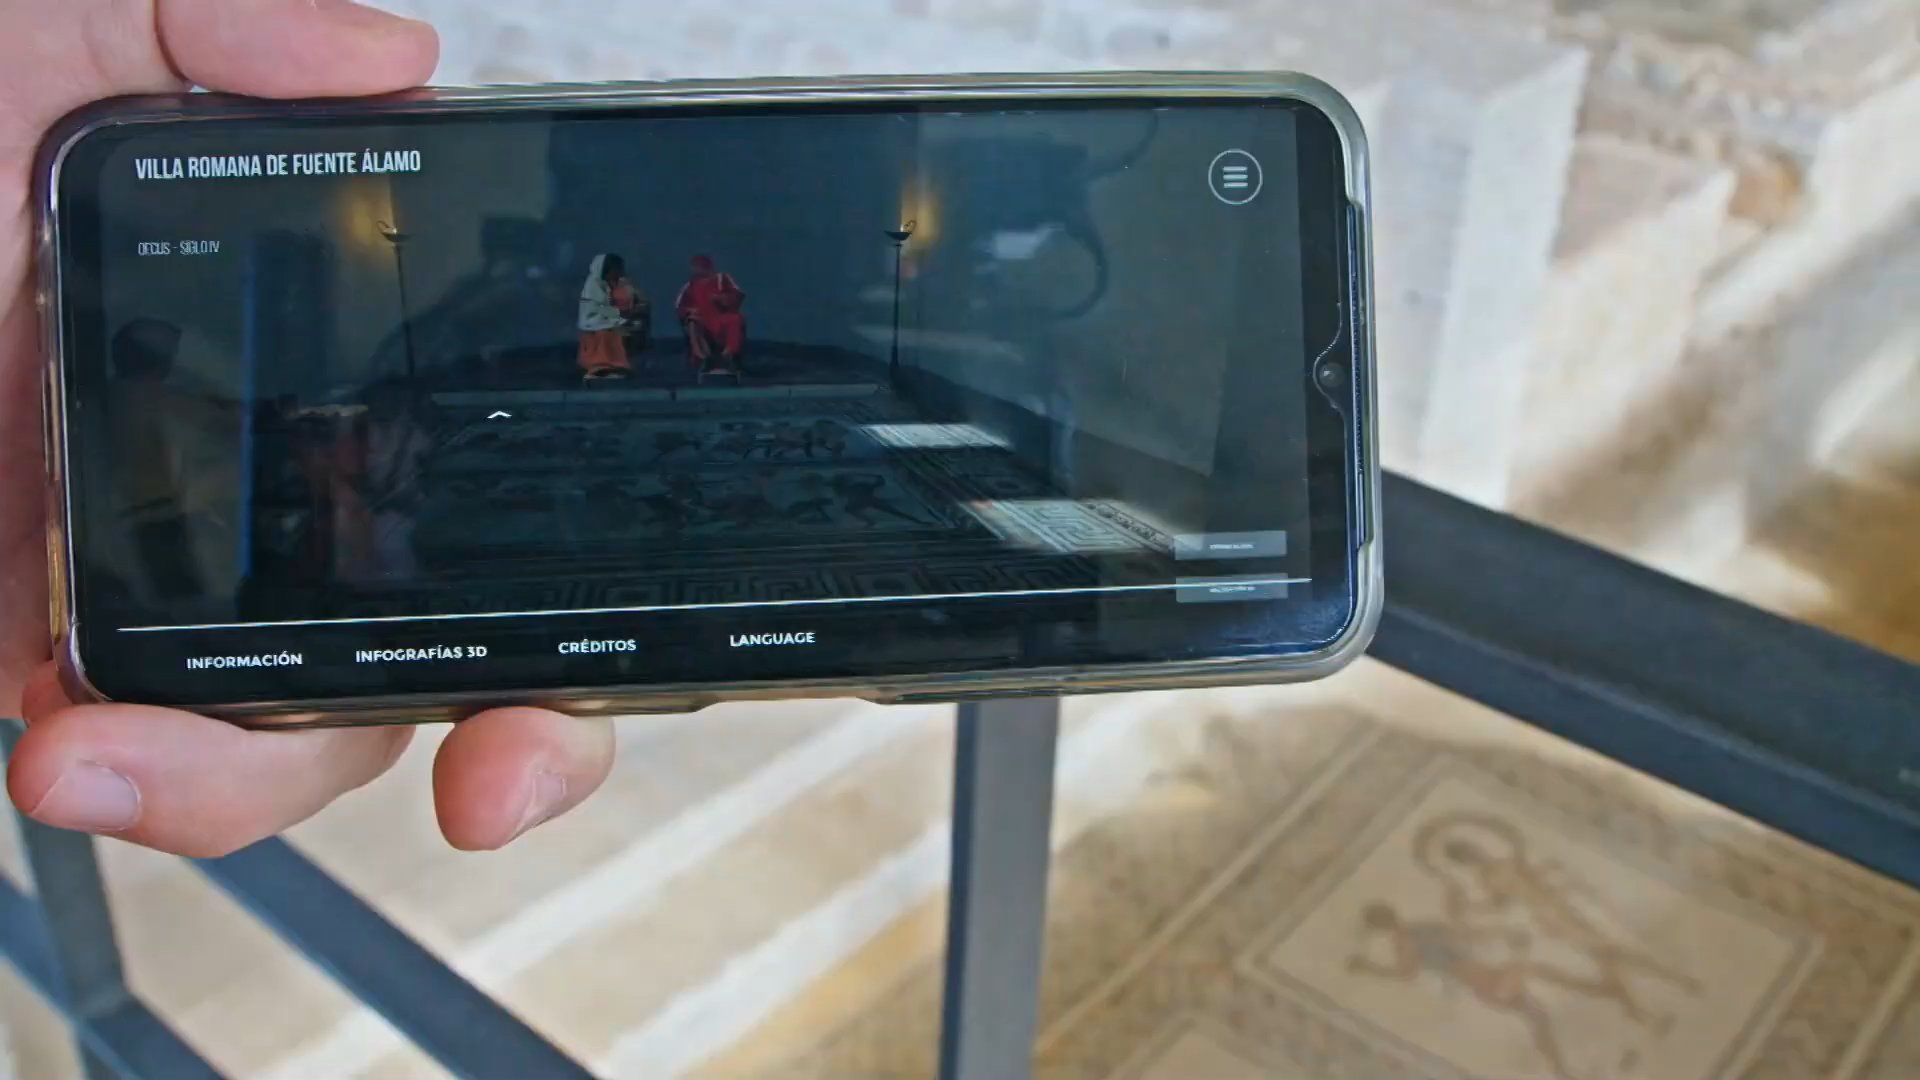 VILLA ROMANA DE FUENTE ÁLAMO
OECUS - SIGLO IV
INFORMACIÓN
INFOGRAFÍAS 3D
CRÉDITOS
LANGUAGE